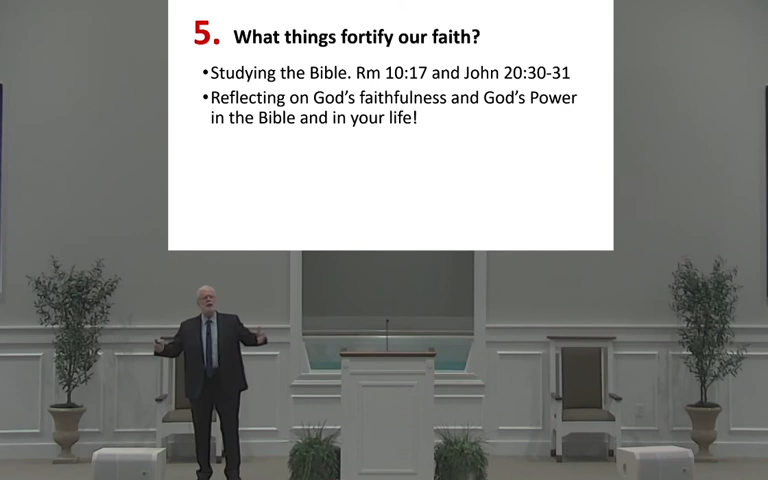 5. What things fortify our faith?
•Studying the Bible. Rm 10:17 and John 20:30-31
•Reflecting on God's faithfulness and God's Power
in the Bible and in your life!